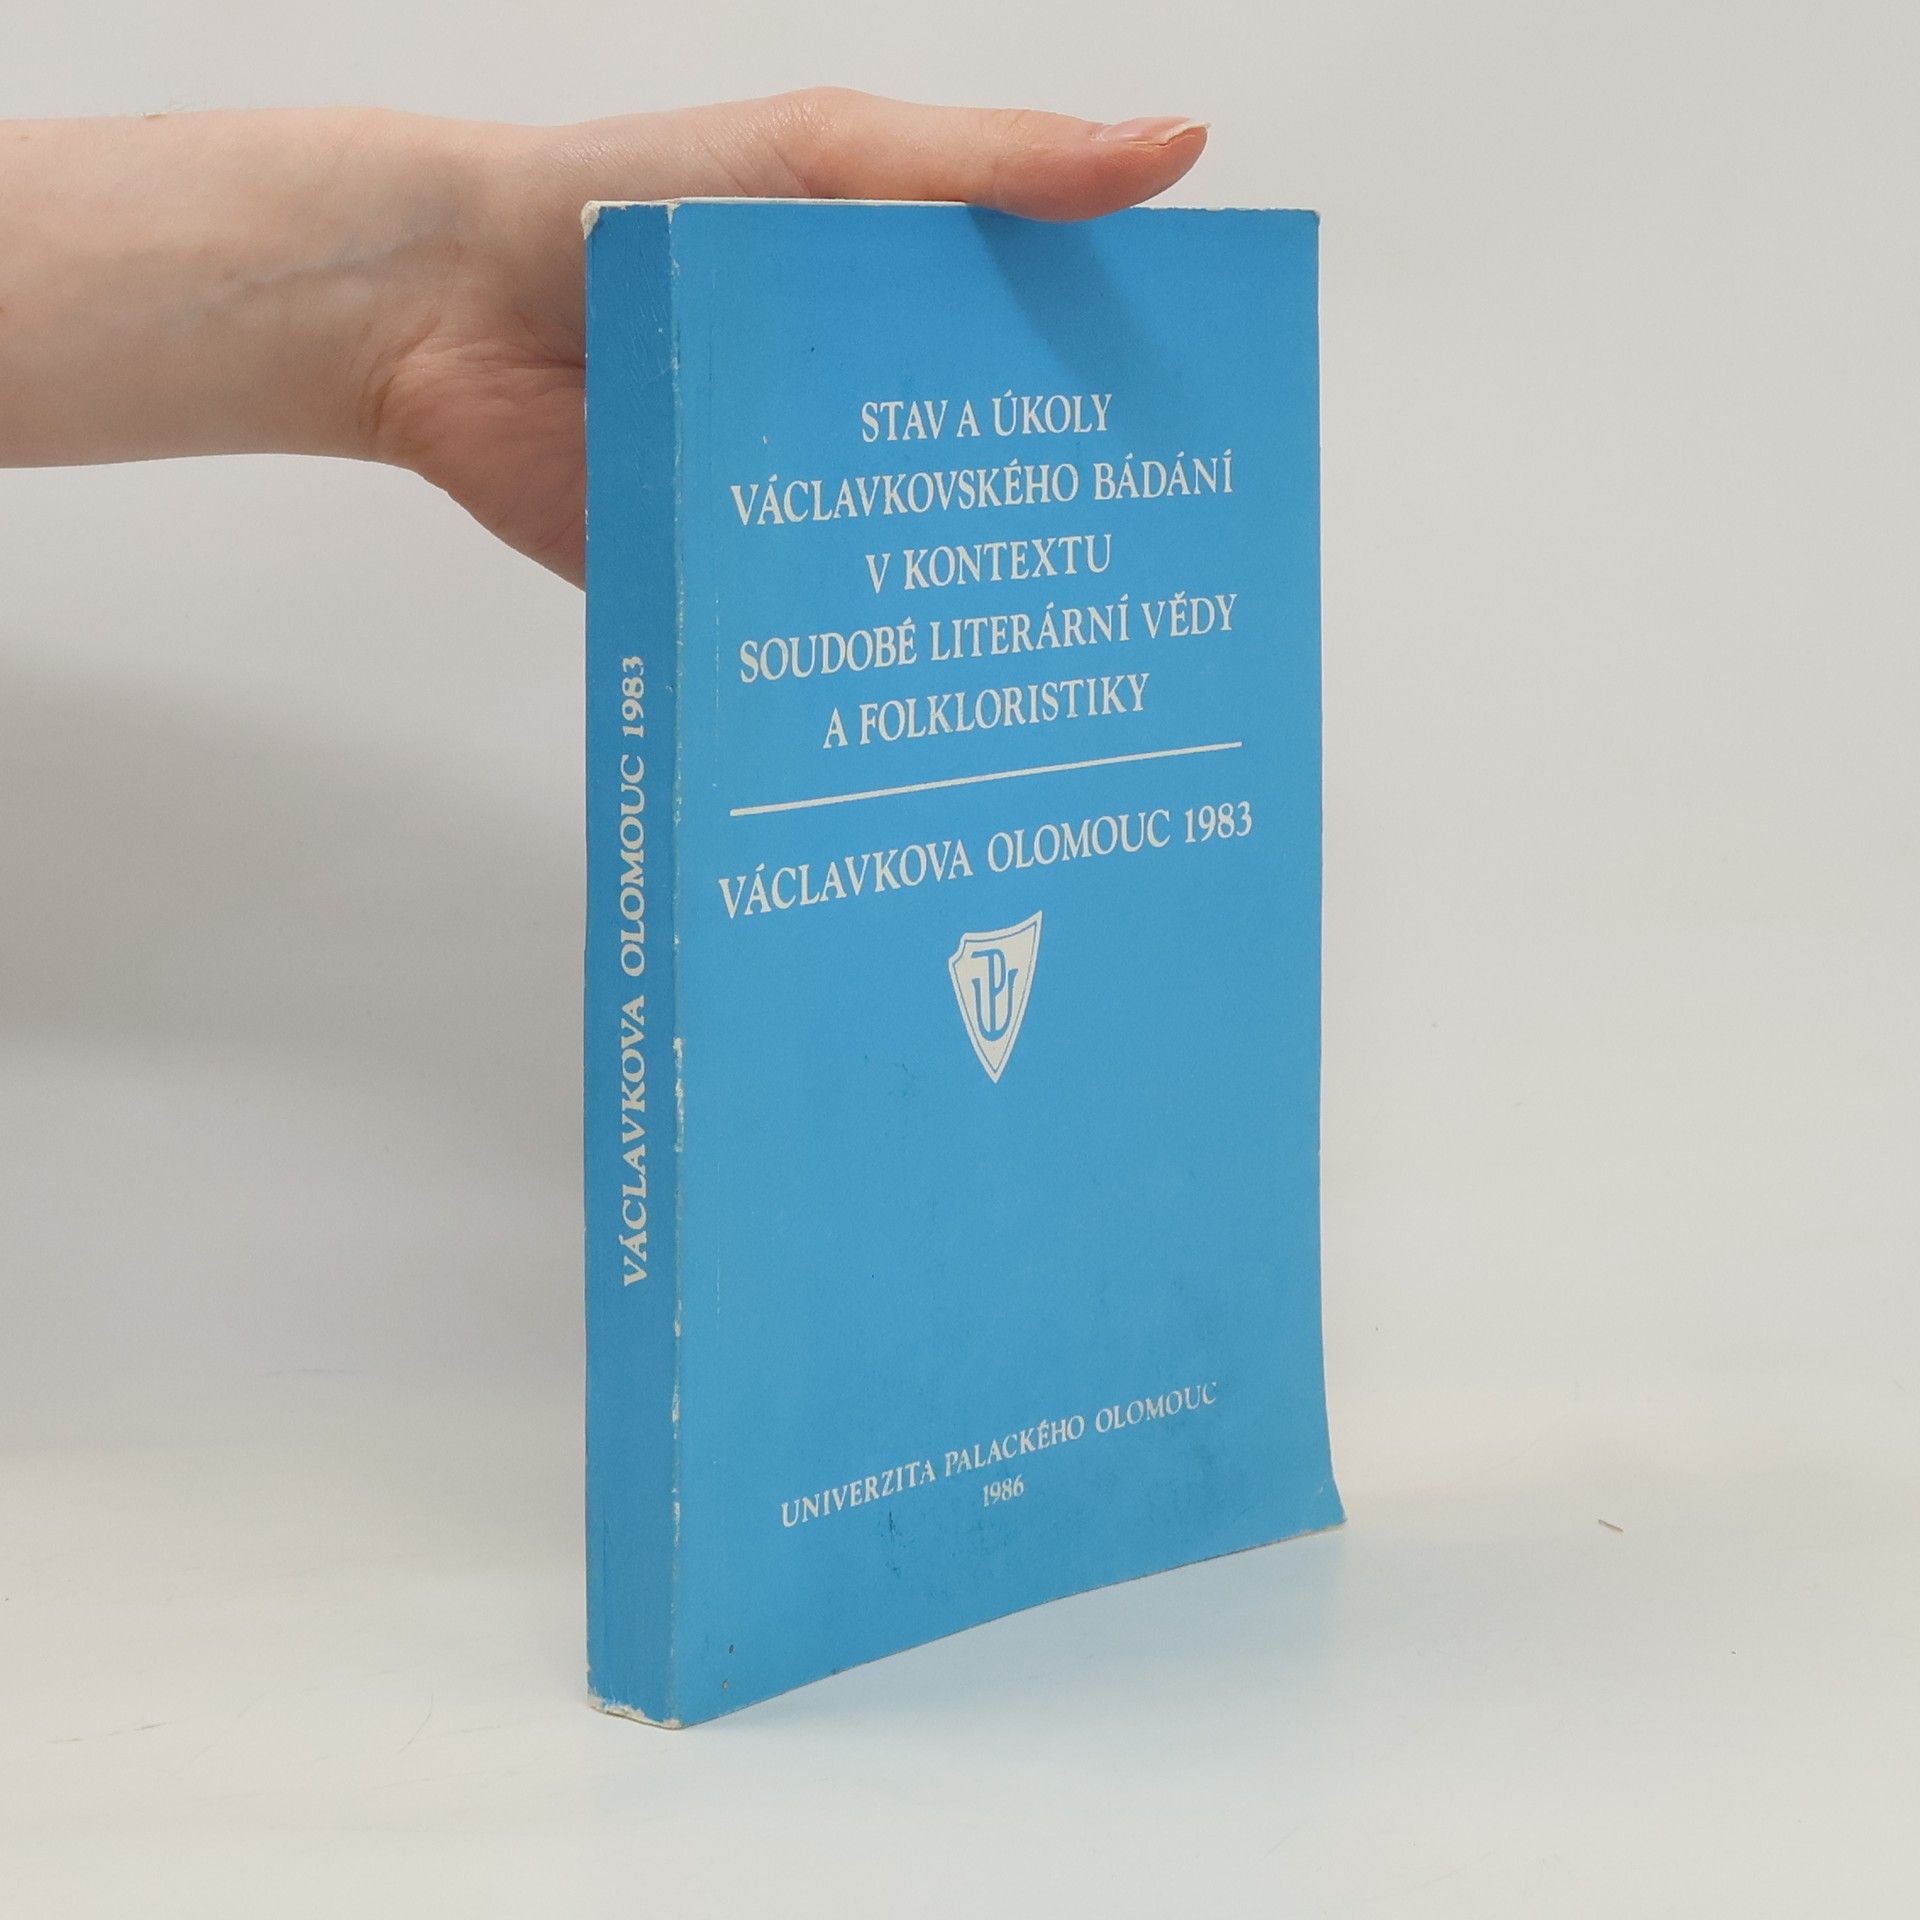 VÁCLAVKOVA OLOMOUC 1983
STAV A ÚKOLY
VÁCLAVKOVSKÉHO BÁDÁNÍ
V KONTEXTU
SOUDOBÉ LITERÁRNÍ VĚDY
A FOLKLORISTIKY
VÁCLAVKOVA OLOMOUC 1983
UP
UNIVERZITA PALACKÉHO OLOMOUC
1986